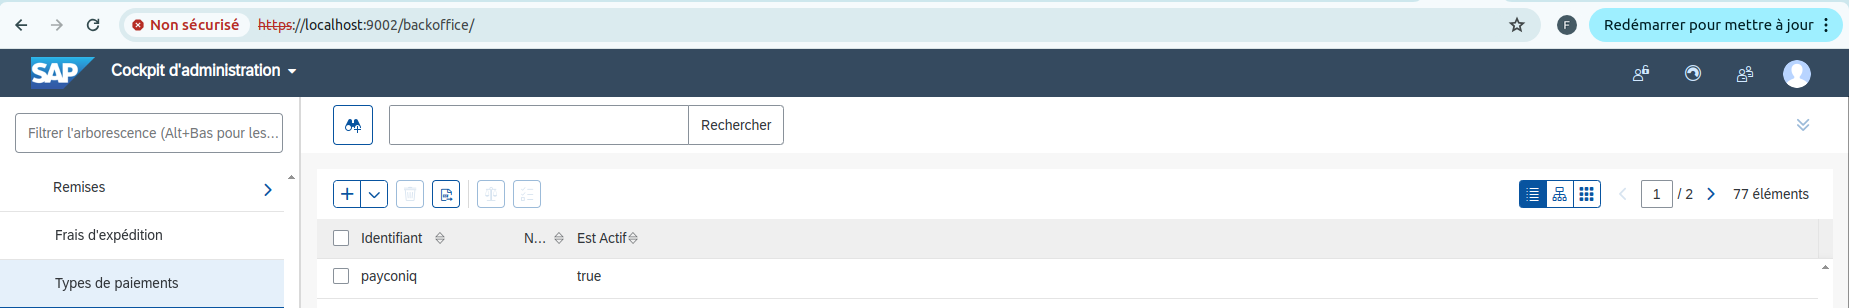 Non sécurisé https://localhost:9002/backoffice/ F Redémarrer pour mettre à jour
SAP Cockpit d'administration
Filtrer l'arborescence (Alt+Bas pour les... Rechercher
Remises
1 / 2 77 éléments
Frais d'expédition
Identifiant N... Est Actif
Types de paiements
payconiq true